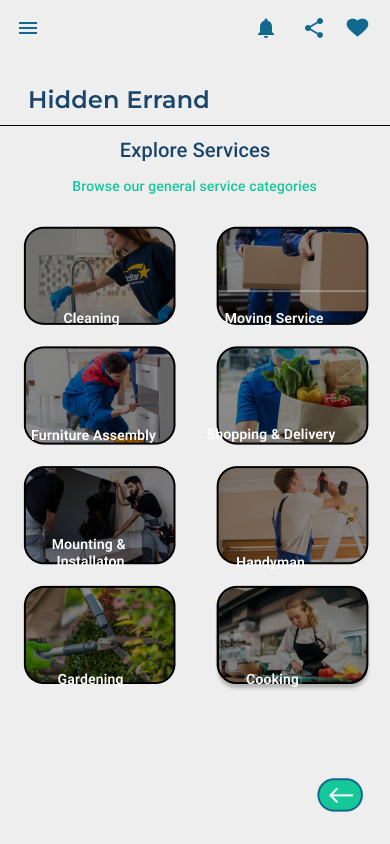 Hidden Errand
Explore Services
Browse our general service categories
Cleaning
Moving Service
Furniture Assembly
Shopping & Delivery
Mounting &
Installaton
Handyman
Gardening
Cooking